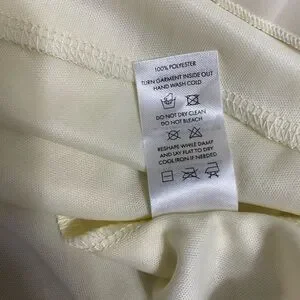 100% POLYESTER
TURN GARMENT INSIDE OUT
HAND WASH COLD
DO NOT DRY CLEAN
DO NOT BLEACH
RESHAPE WHILE DAMP
AND LAY FLAT TO DRY
COOL IRON IF NEEDED